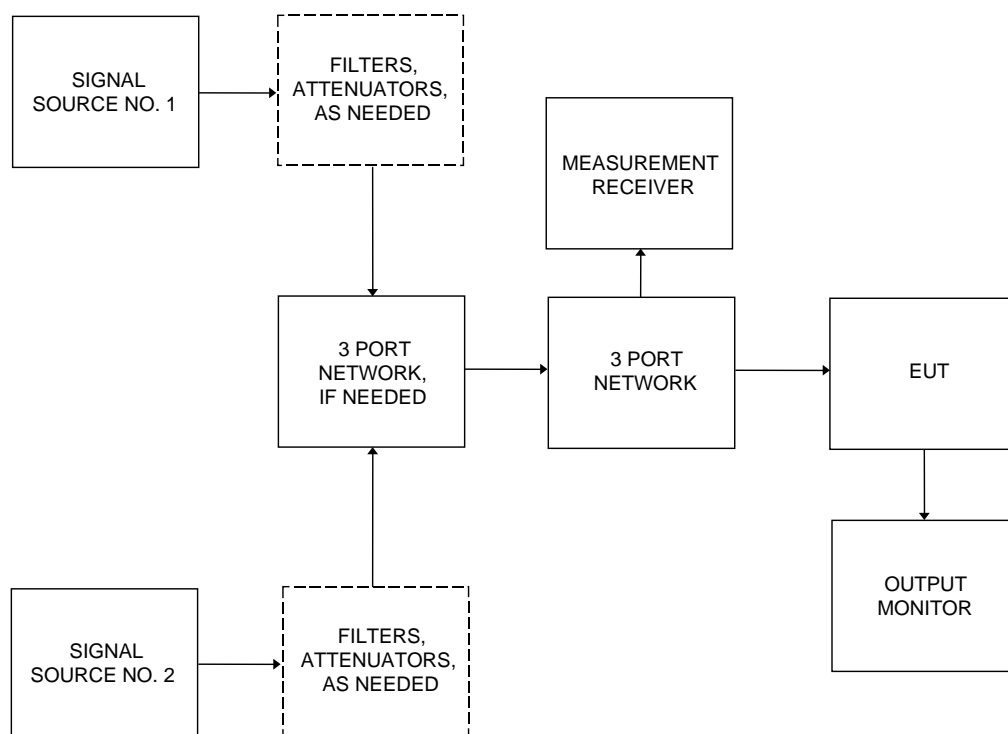 SIGNAL
SOURCE NO. 1
FILTERS,
ATTENUATORS,
AS NEEDED
MEASUREMENT
RECEIVER
3 PORT
NETWORK,
IF NEEDED
3 PORT
NETWORK
EUT
OUTPUT
MONITOR
SIGNAL
SOURCE NO. 2
FILTERS,
ATTENUATORS,
AS NEEDED